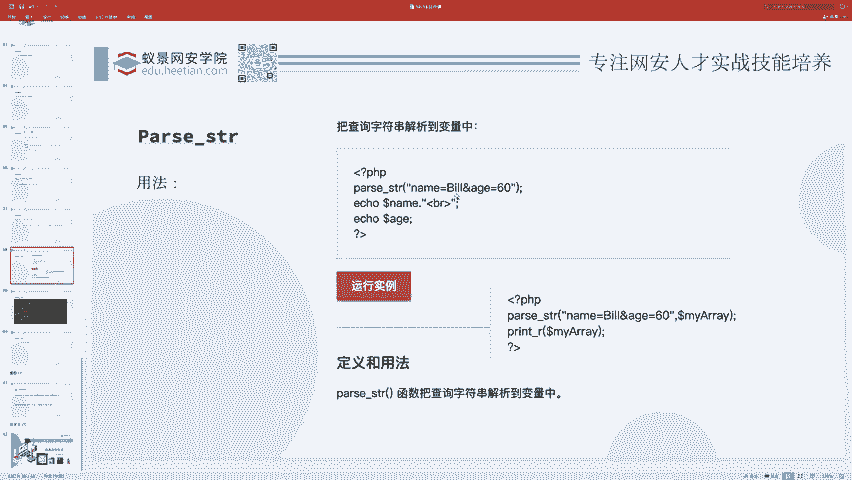 蚁景网安学院
edu.heetian.com
专注网安人才实战技能培养
Parse_str
用法：
把查询字符串解析到变量中：
<?php
parse_str("name=Bill&age=60");
echo $name."<br>";
echo $age;
?>
运行实例
<?php
parse_str("name=Bill&age=60",$myArray);
print_r($myArray);
?>
定义和用法
parse_str() 函数把查询字符串解析到变量中。